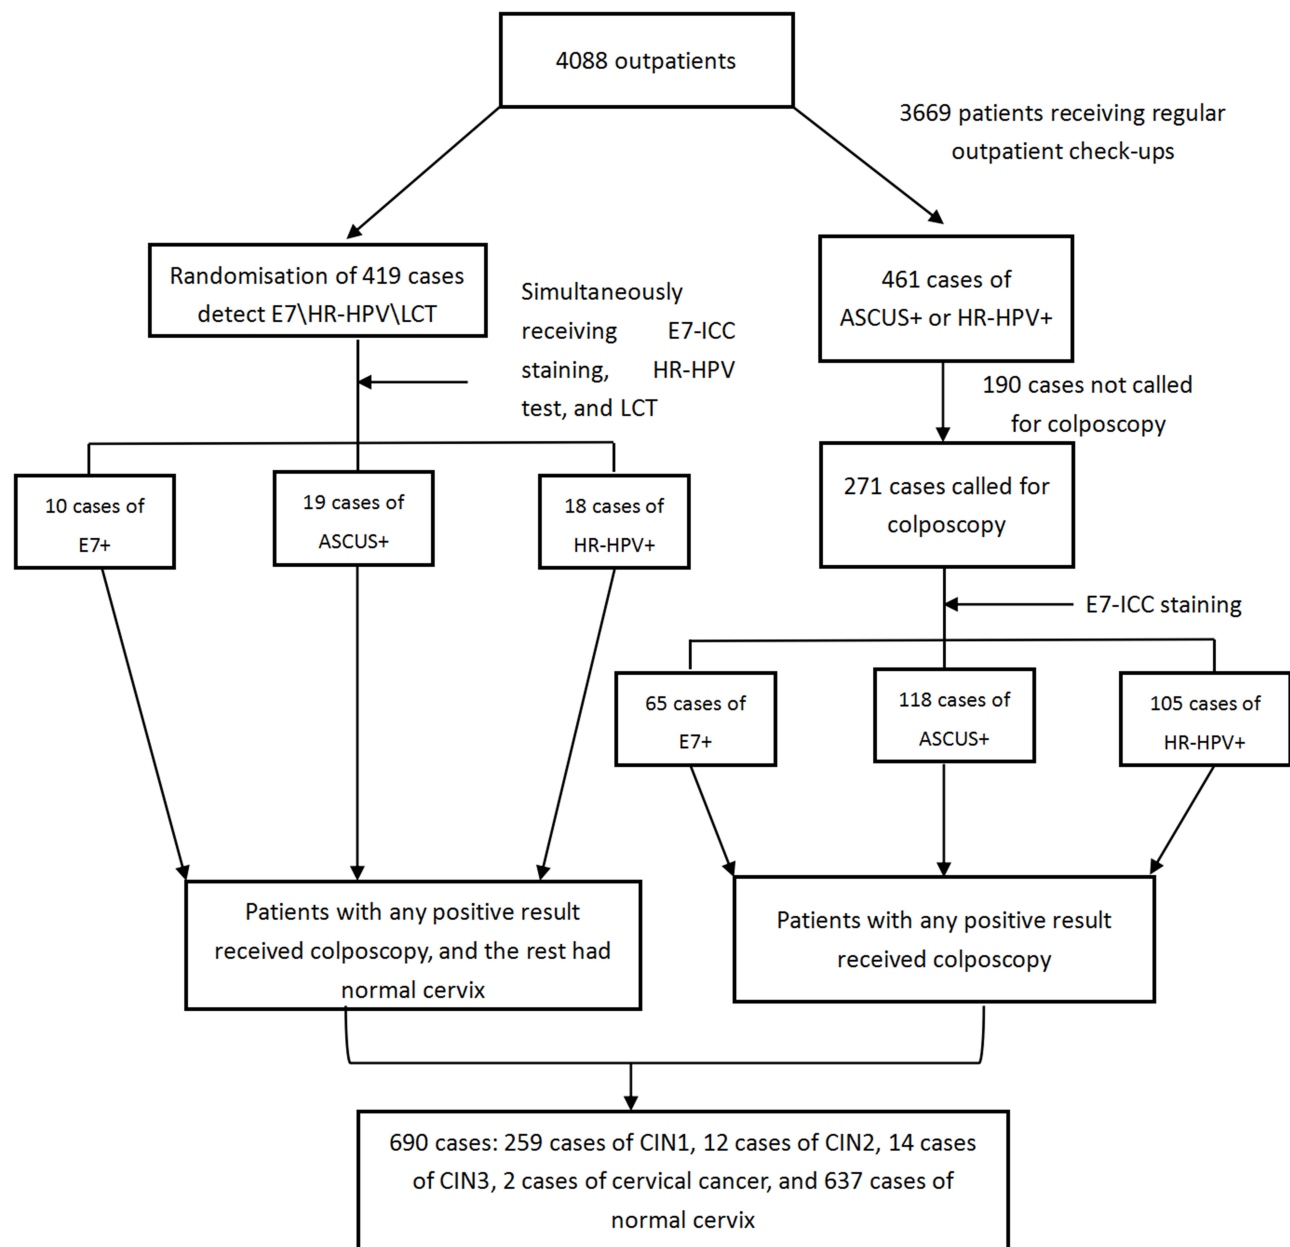 4088 outpatients
3669 patients receiving regular
outpatient check-ups
Randomisation of 419 cases
detect E7\HR-HPV\LCT
Simultaneously
receiving E7-ICC
staining, HR-HPV
test, and LCT
461 cases of
ASCUS+ or HR-HPV+
190 cases not called
for colposcopy
271 cases called for
colposcopy
10 cases of
E7+
19 cases of
ASCUS+
18 cases of
HR-HPV+
E7-ICC staining
65 cases of
E7+
118 cases of
ASCUS+
105 cases of
HR-HPV+
Patients with any positive result
received colposcopy, and the rest had
normal cervix
Patients with any positive result
received colposcopy
690 cases: 259 cases of CIN1, 12 cases of CIN2, 14 cases
of CIN3, 2 cases of cervical cancer, and 637 cases of
normal cervix